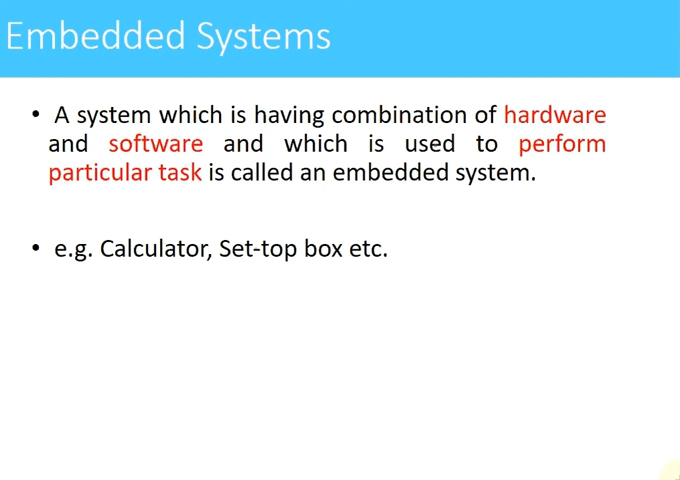 Embedded Systems
• A system which is having combination of hardware
and software and which is used to perform
particular task is called an embedded system.
• e.g. Calculator, Set-top box etc.